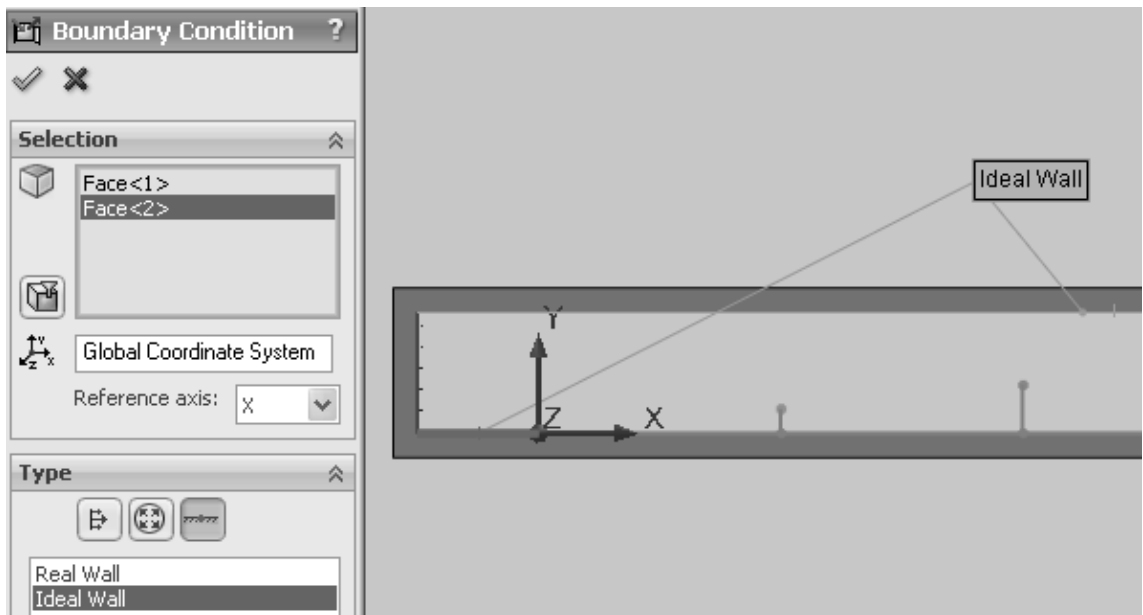 Boundary Condition ?
Selection
Face<1>
Face<2>
Global Coordinate System
Reference axis: X
Type
Real Wall
Ideal Wall
Ideal Wall
Y
Z
X